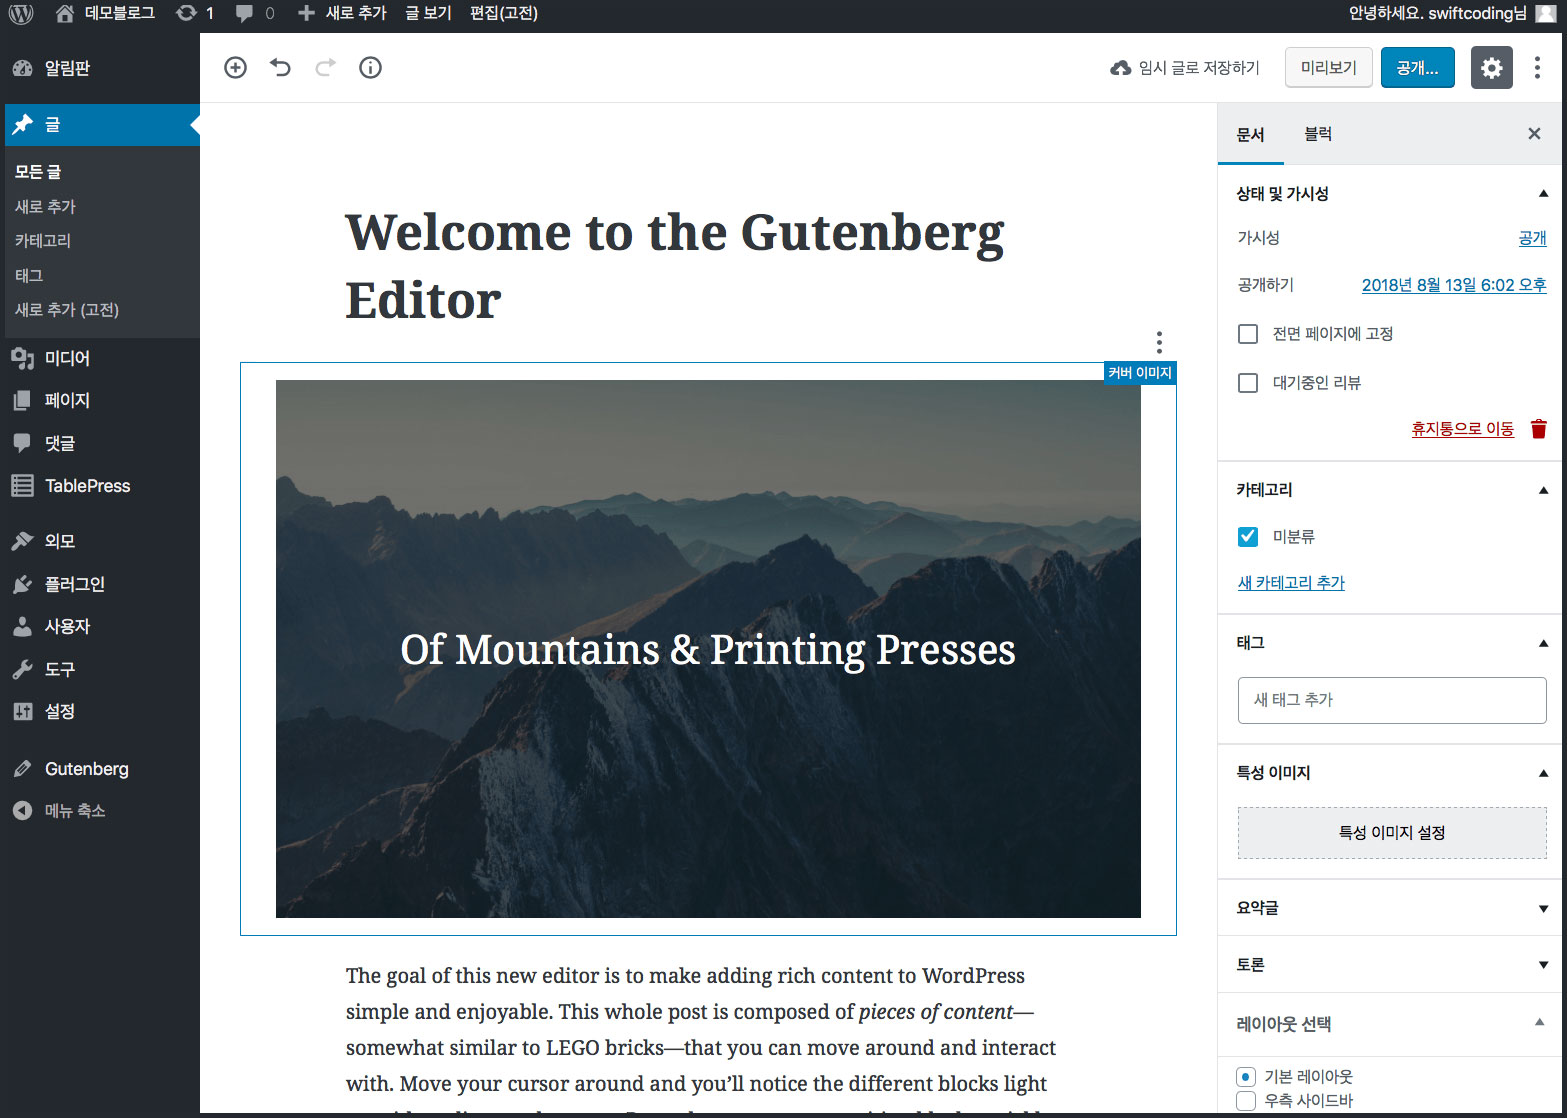 데모블로그
1
0
새로 추가
글 보기
편집(고전)
안녕하세요. swiftcoding님
알림판
글
모든 글
새로 추가
카테고리
태그
새로 추가 (고전)
미디어
페이지
댓글
TablePress
외모
플러그인
사용자
도구
설정
Gutenberg
메뉴 축소
임시 글로 저장하기
미리보기
공개...
Welcome to the Gutenberg
Editor
커버 이미지
Of Mountains & Printing Presses
The goal of this new editor is to make adding rich content to WordPress
simple and enjoyable. This whole post is composed of pieces of content—
somewhat similar to LEGO bricks—that you can move around and interact
with. Move your cursor around and you’ll notice the different blocks light
문서
블럭
상태 및 가시성
가시성
공개
공개하기
2018년 8월 13일 6:02 오후
전면 페이지에 고정
대기중인 리뷰
휴지통으로 이동
카테고리
미분류
새 카테고리 추가
태그
새 태그 추가
특성 이미지
특성 이미지 설정
요약글
토론
레이아웃 선택
기본 레이아웃
우측 사이드바